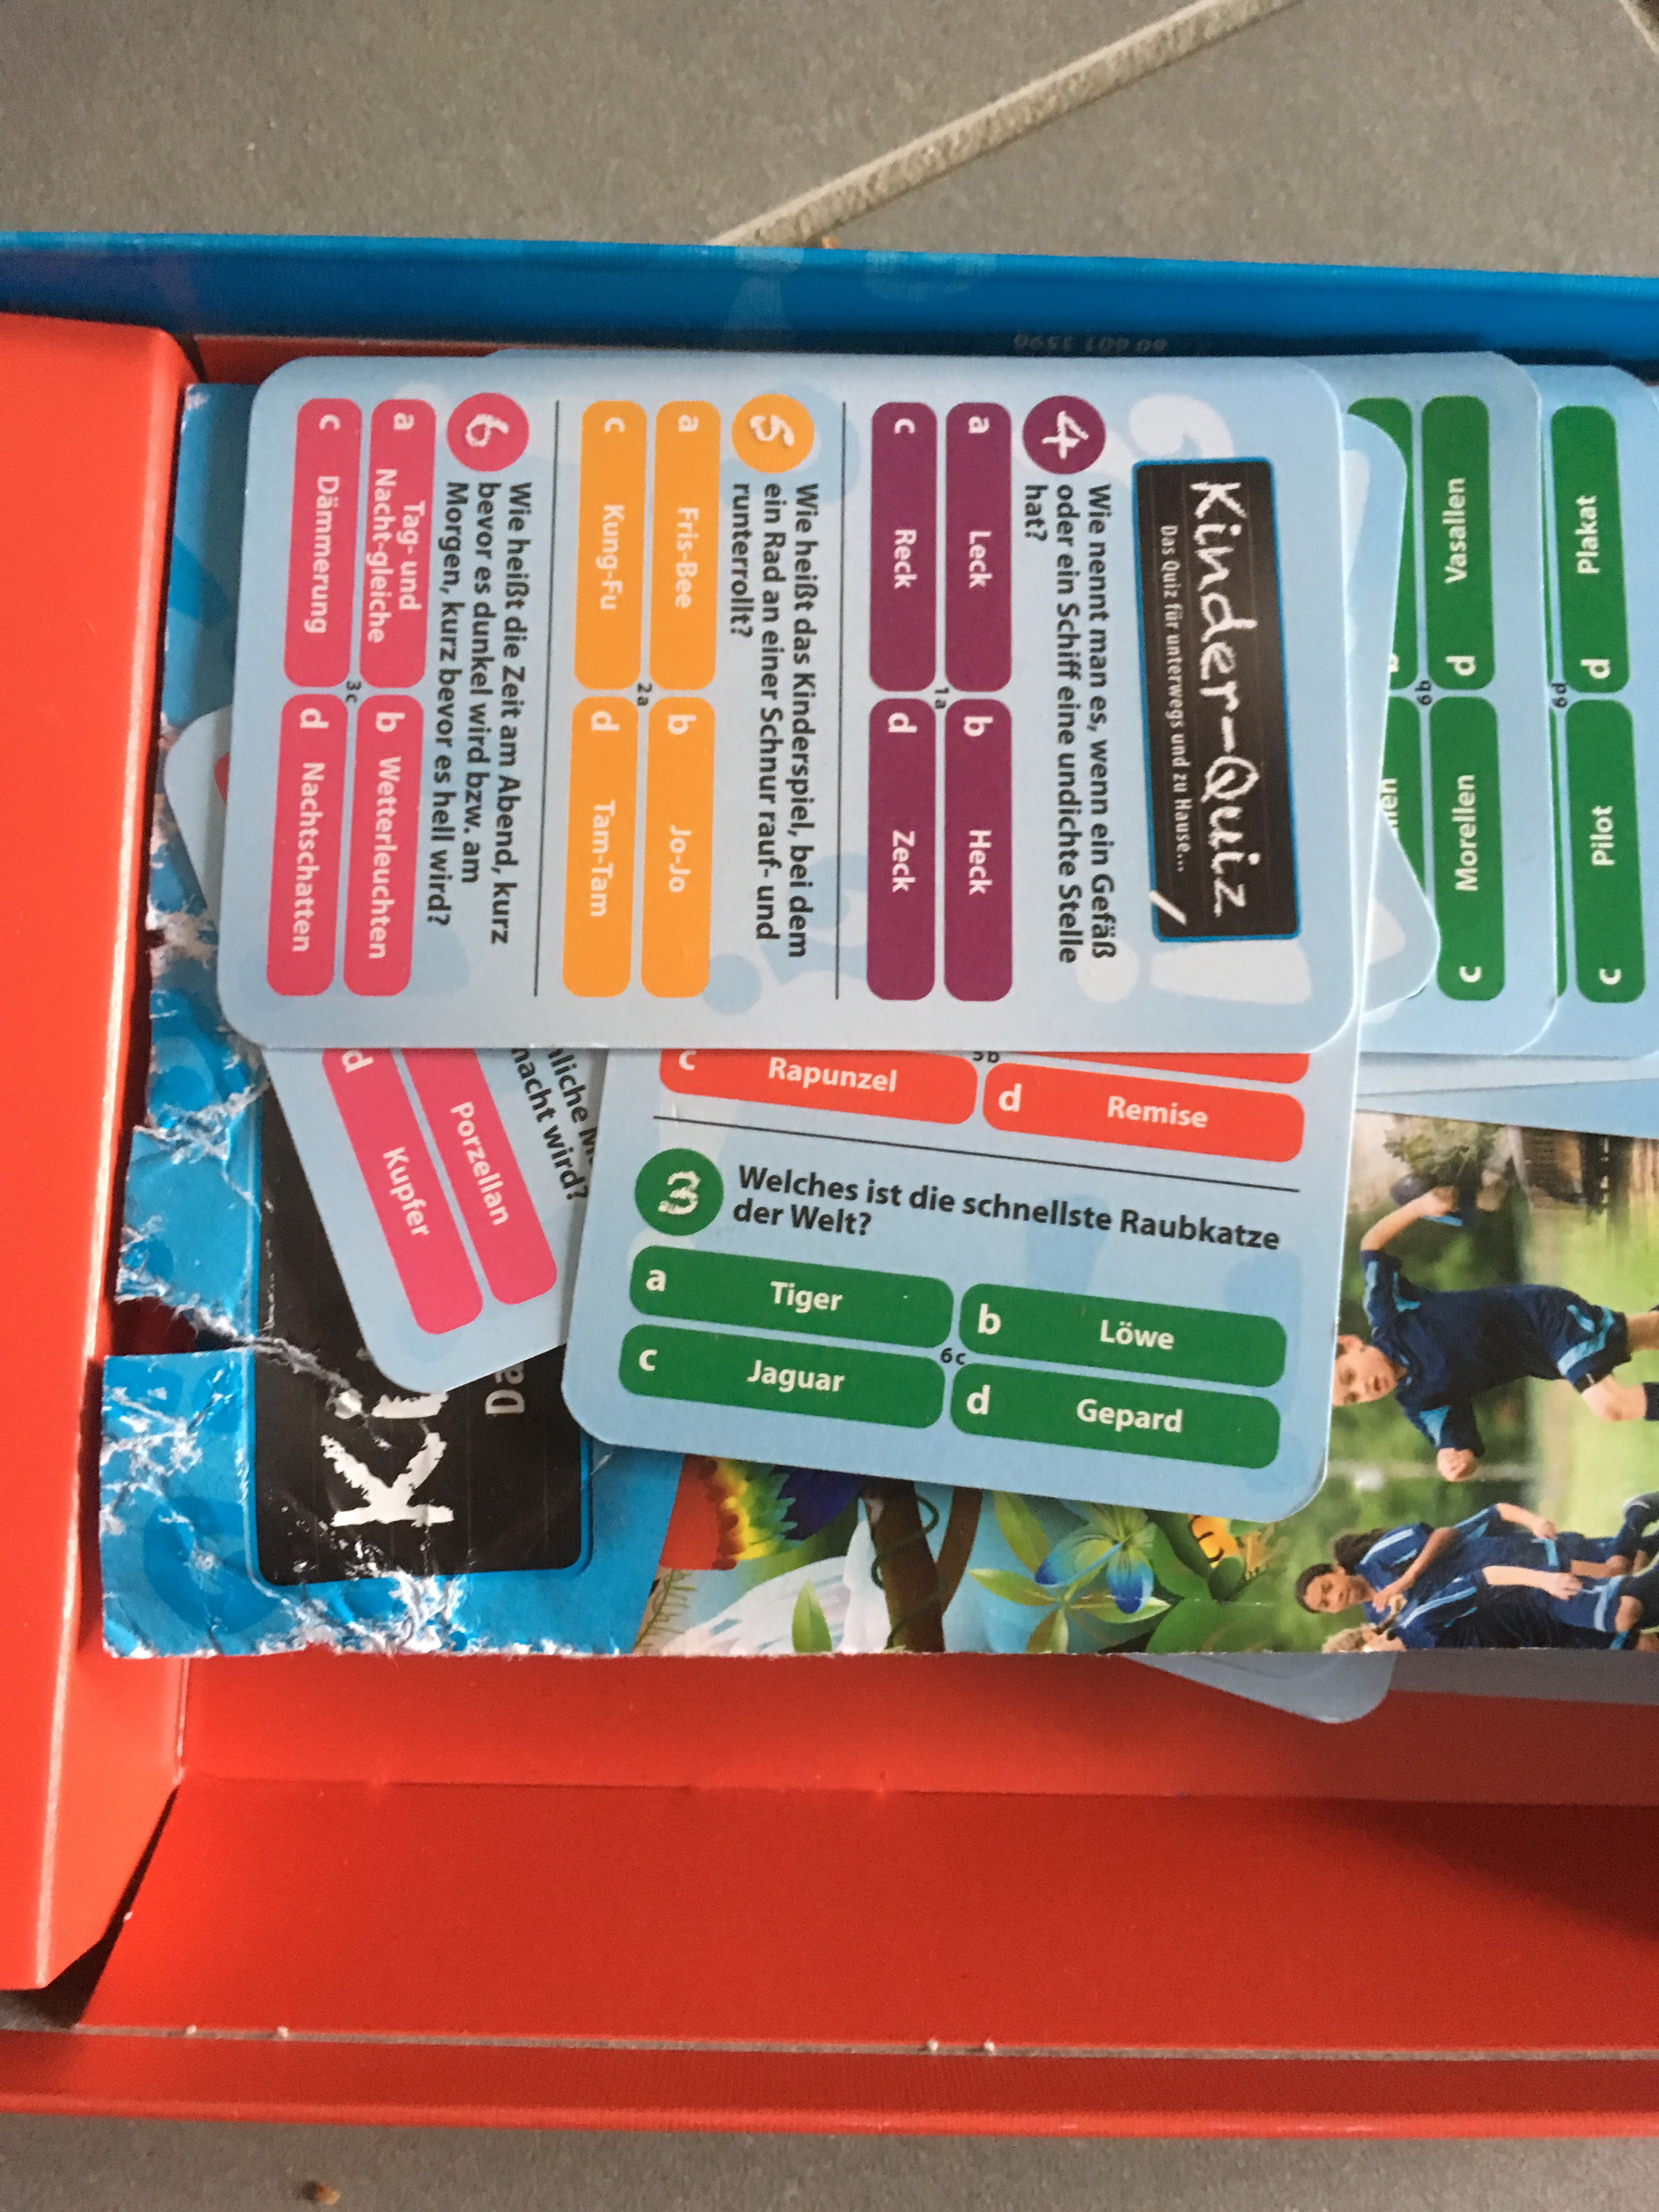 Kinder-Quiz
Das Quiz für unterwegs und zu Hause...
4
Wie nennt man es, wenn ein Gefäß
oder ein Schiff eine undichte Stelle
hat?
a Leck
b Heck
1a
c Reck
d Zeck
5
Wie heißt das Kinderspiel, bei dem
ein Rad an einer Schnur rauf- und
runterrollt?
a Fris-Bee
b Jo-Jo
2a
c Kung-Fu
d Tam-Tam
6
Wie heißt die Zeit am Abend, kurz
bevor es dunkel wird bzw. am
Morgen, kurz bevor es hell wird?
a Tag- und
Nacht-gleiche
b Wetterleuchten
3c
c Dämmerung
d Nachtschatten
c Rapunzel
d Remise
3
Welches ist die schnellste Raubkatze
der Welt?
a Tiger
b Löwe
6c
c Jaguar
d Gepard
macht wird?
Porzellan
d Kupfer
Vasallen
d
6b
Morellen
c
Plakat
d
6d
Pilot
c
Ki
Da